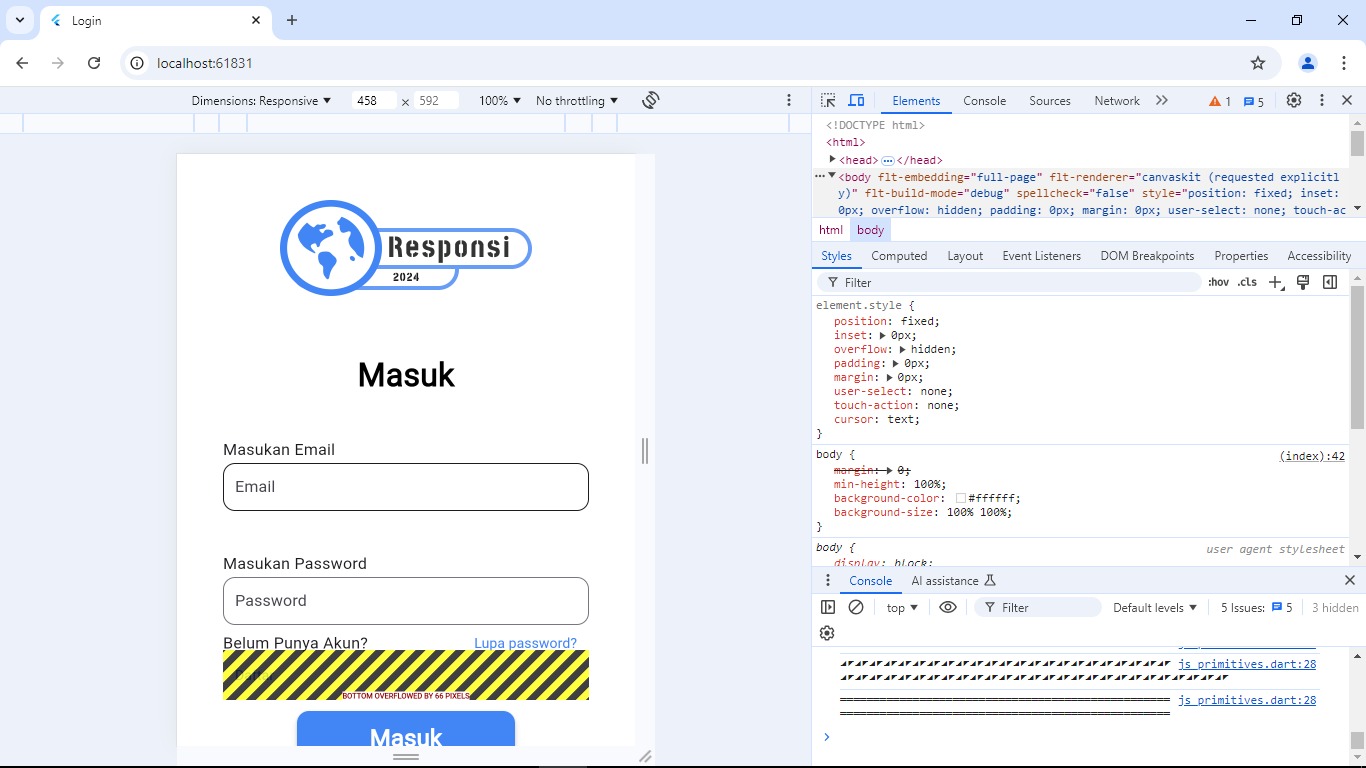 Login
localhost:61831
Dimensions: Responsive 458 × 592 100% No throttling
Elements Console Sources Network 1 5
<!DOCTYPE html>
<html>
<head> </head>
<body flt-embedding="full-page" flt-renderer="canvaskit (requested explicitl
y)" flt-build-mode="debug" spellcheck="false" style="position: fixed; inset:
0px; overflow: hidden; padding: 0px; margin: 0px; user-select: none; touch-ac
html body
Styles Computed Layout Event Listeners DOM Breakpoints Properties Accessibility
Filter :hov .cls
element.style {
position: fixed;
inset: 0px;
overflow: hidden;
padding: 0px;
margin: 0px;
user-select: none;
touch-action: none;
cursor: text;
}
body { (index):42
margin: 0;
min-height: 100%;
background-color: #ffffff;
background-size: 100% 100%;
}
body { user agent stylesheet
display: block;
Console AI assistance
top Filter Default levels 5 Issues: 5 3 hidden
js_primitives.dart:28
js_primitives.dart:28
Responsi
2024
Masuk
Masukan Email
Email
Masukan Password
Password
Belum Punya Akun? Lupa password?
BOTTOM OVERFLOWED BY 66 PIXELS
Masuk